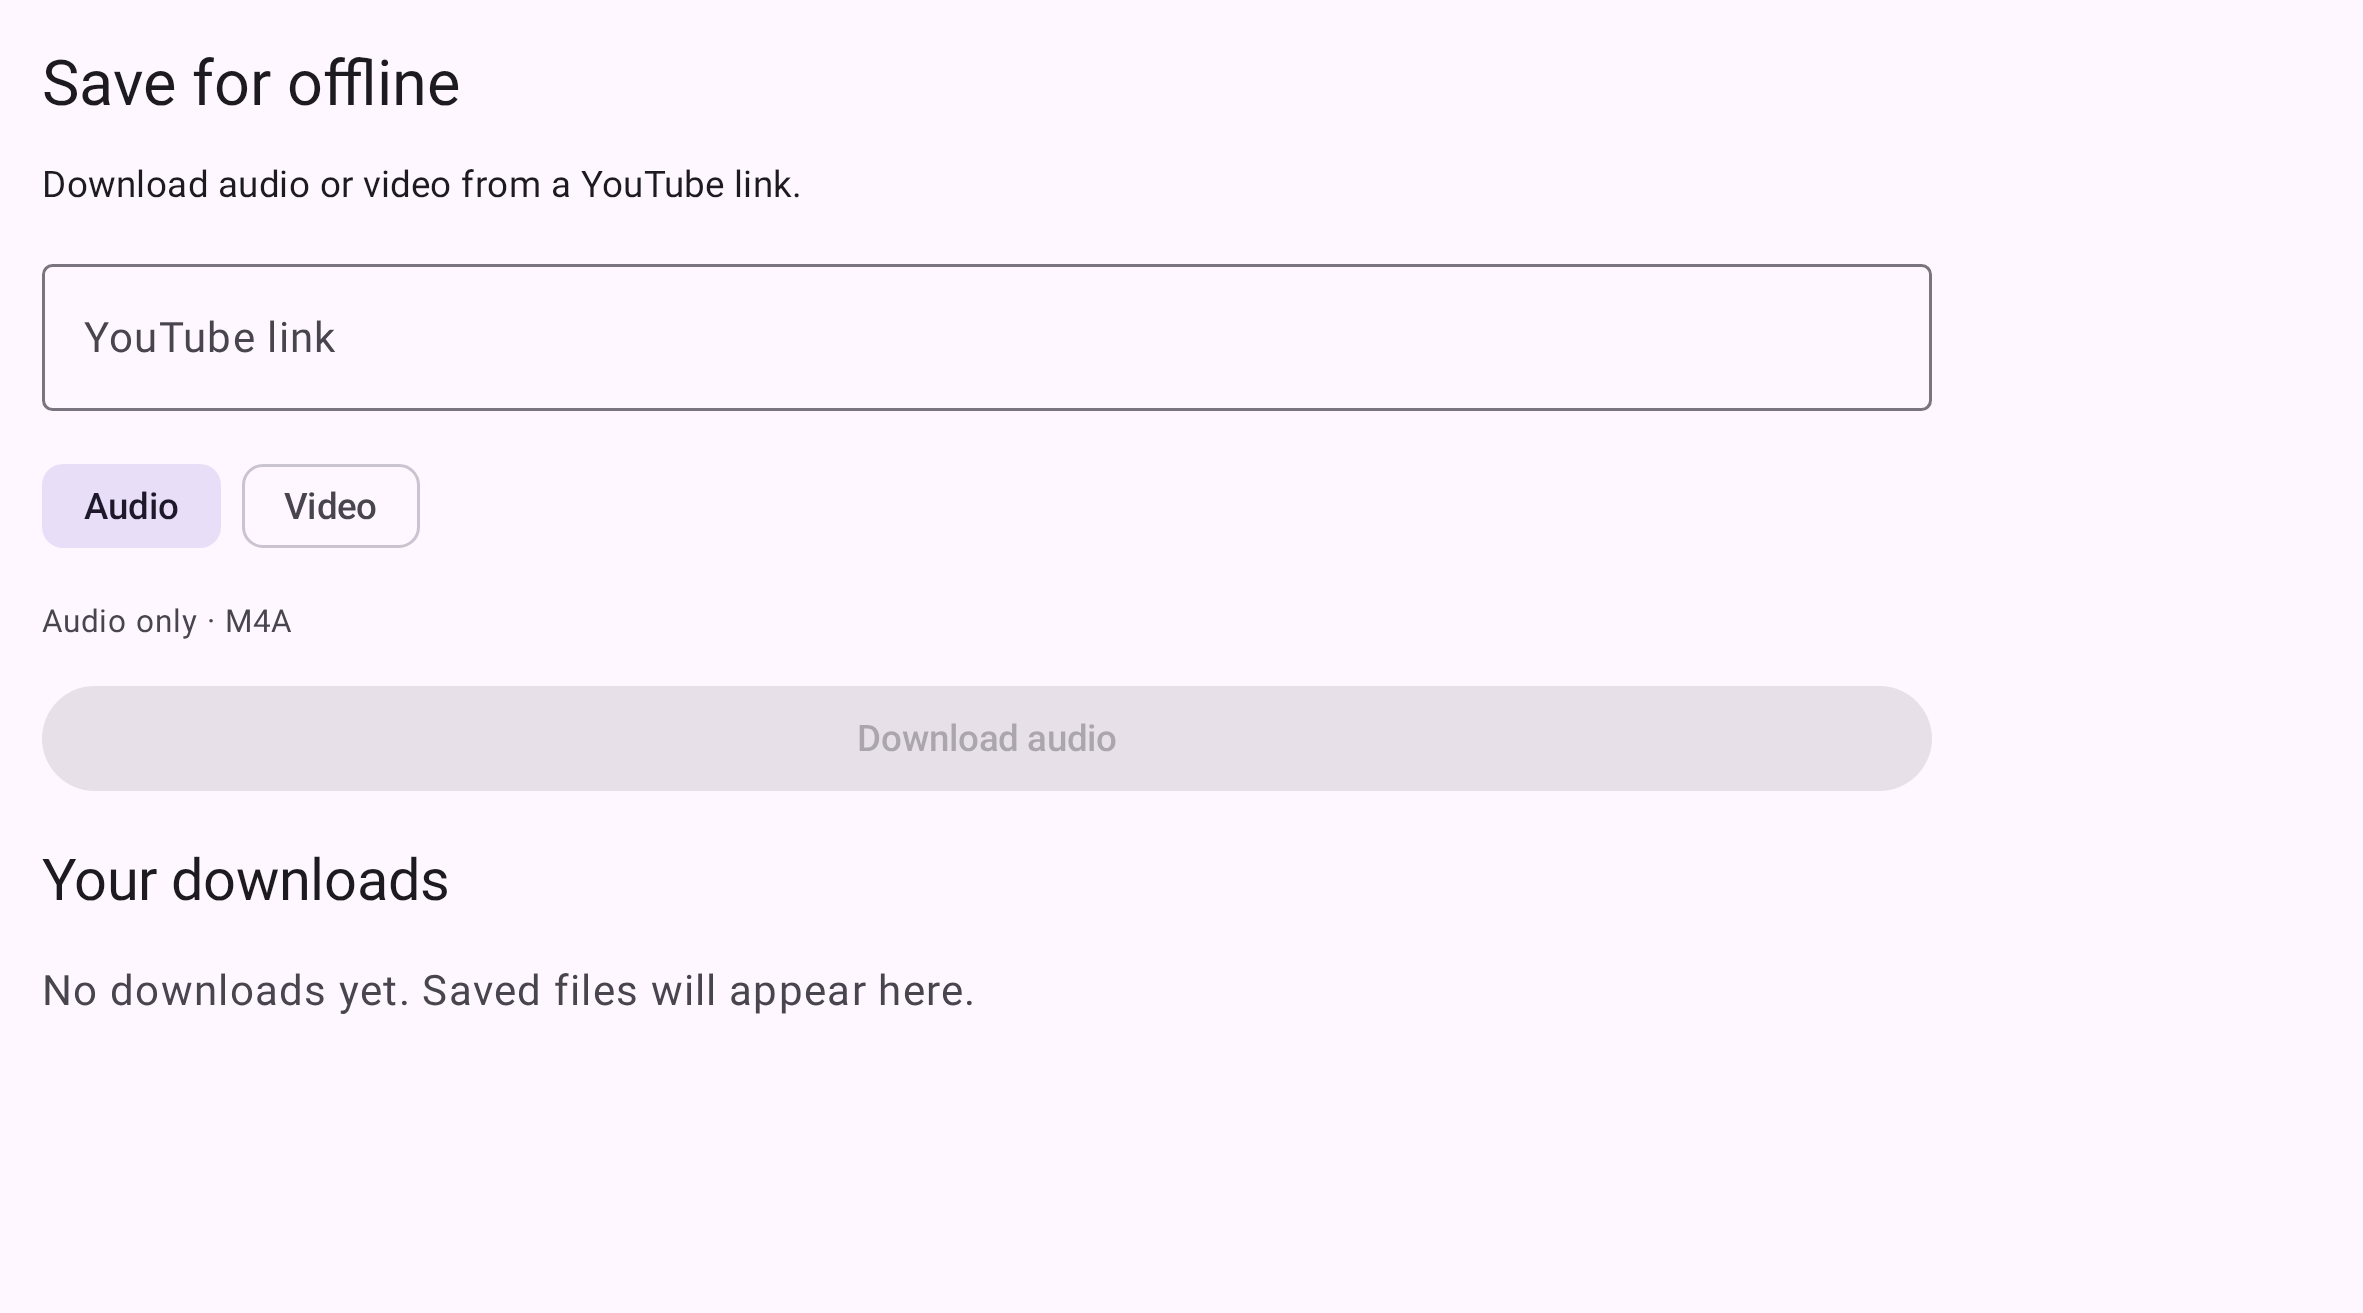 Save for offline
Download audio or video from a YouTube link.
YouTube link
Audio Video
Audio only · M4A
Download audio
Your downloads
No downloads yet. Saved files will appear here.